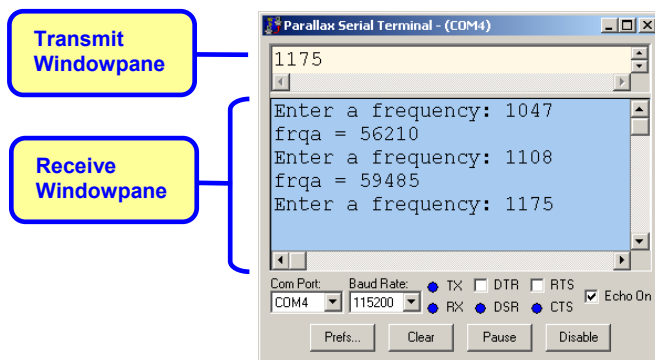 Transmit
Windowpane
Receive
Windowpane
Parallax Serial Terminal - (COM4)
1175
Enter a frequency: 1047
frqa = 56210
Enter a frequency: 1108
frqa = 59485
Enter a frequency: 1175
Com Port: Baud Rate: TX DTR RTS
COM4 115200 RX DSR CTS Echo On
Prefs... Clear Pause Disable